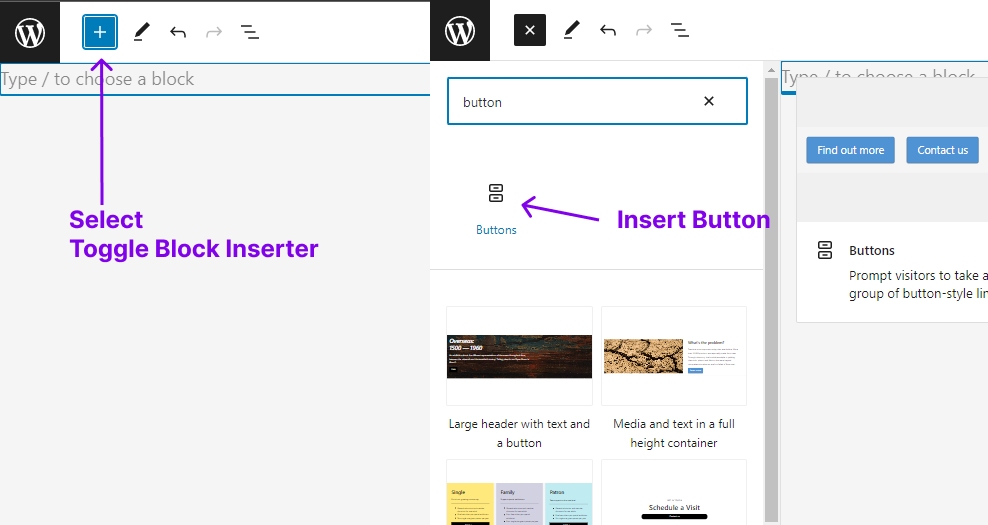 Type / to choose a block
Select
Toggle Block Inserter
button
Buttons
Insert Button
Overseas:
1500 — 1960
Large header with text and
a button
What's the problem?
Media and text in a full
height container
Single
Family
Patron
Schedule a Visit
Type / to choose a block
Find out more
Contact us
Buttons
Prompt visitors to take a
group of button-style lin